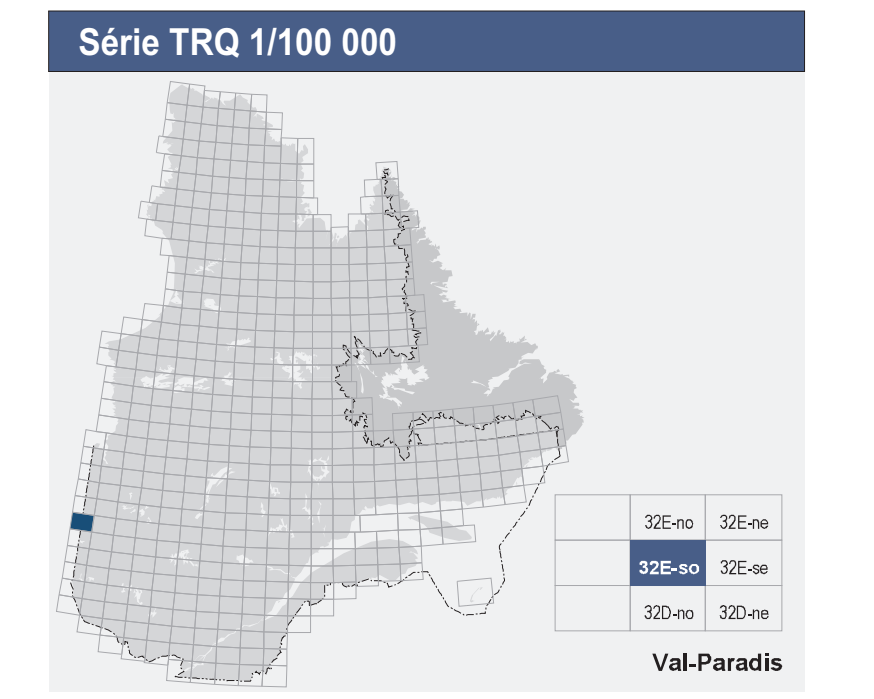 Série TRQ 1/100 000
32E-no 32E-ne
32E-so 32E-se
32D-no 32D-ne
Val-Paradis